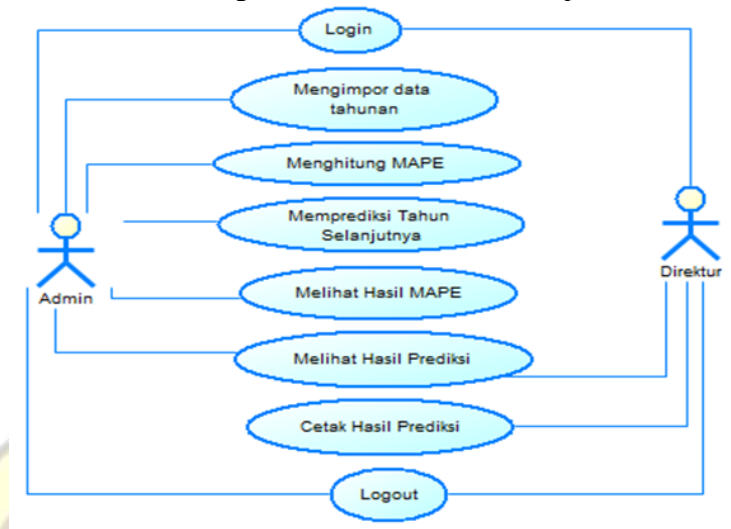 Login
Mengimpor data
tahunan
Menghitung MAPE
Memprediksi Tahun
Selanjutnya
Direktur
Admin
Melihat Hasil MAPE
Melihat Hasil Prediksi
Cetak Hasil Prediksi
Logout